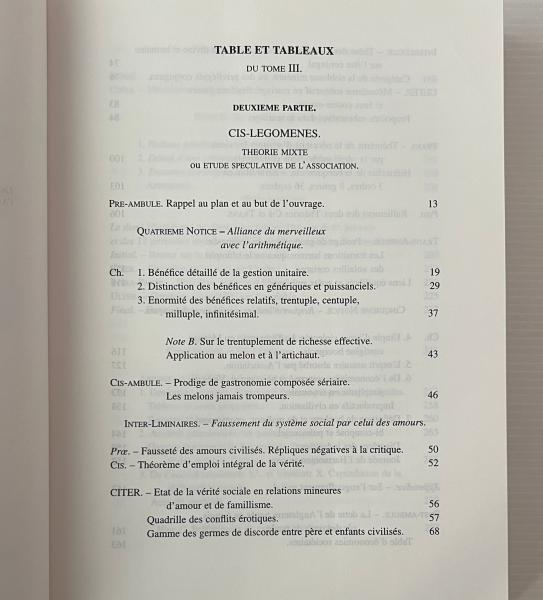 TABLE ET TABLEAUX
DU TOME III.
DEUXIEME PARTIE.
CIS-LEGOMENES.
THEORIE MIXTE
OU ETUDE SPECULATIVE DE L'ASSOCIATION.
PRE-AMBULE. Rappel au plan et au but de l'ouvrage. 13
QUATRIEME NOTICE – Alliance du merveilleux
avec l'arithmétique.
Ch. 1. Bénéfice détaillé de la gestion unitaire. 19
2. Distinction des bénéfices en génériques et puissanciels. 29
3. Enormité des bénéfices relatifs, trentuple, centuple,
milluple, infinitésimal. 37
Note B. Sur le trentuplement de richesse effective.
Application au melon et à l'artichaut. 43
CIS-AMBULE. – Prodige de gastronomie composée sériaire.
Les melons jamais trompeurs. 46
INTER-LIMINAIRES. – Faussement du système social par celui des amours.
Præ. – Fausseté des amours civilisés. Répliques négatives à la critique. 50
Cis. – Théorème d'emploi intégral de la vérité. 52
CITER. – Etat de la vérité sociale en relations mineures
d'amour et de famillisme. 56
Quadrille des conflits érotiques. 57
Gamme des germes de discorde entre père et enfants civilisés. 68